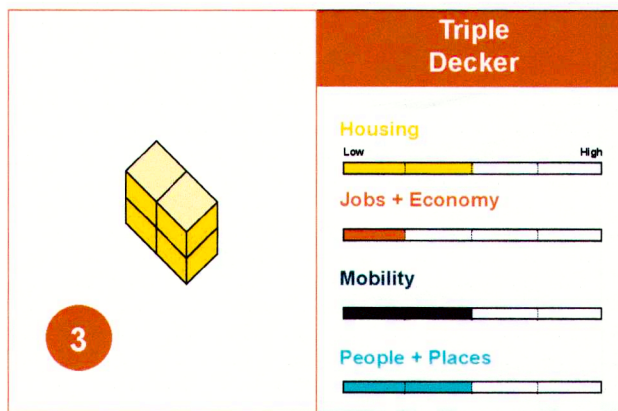 Triple
Decker
Housing
Low High
Jobs + Economy
Mobility
3
People + Places